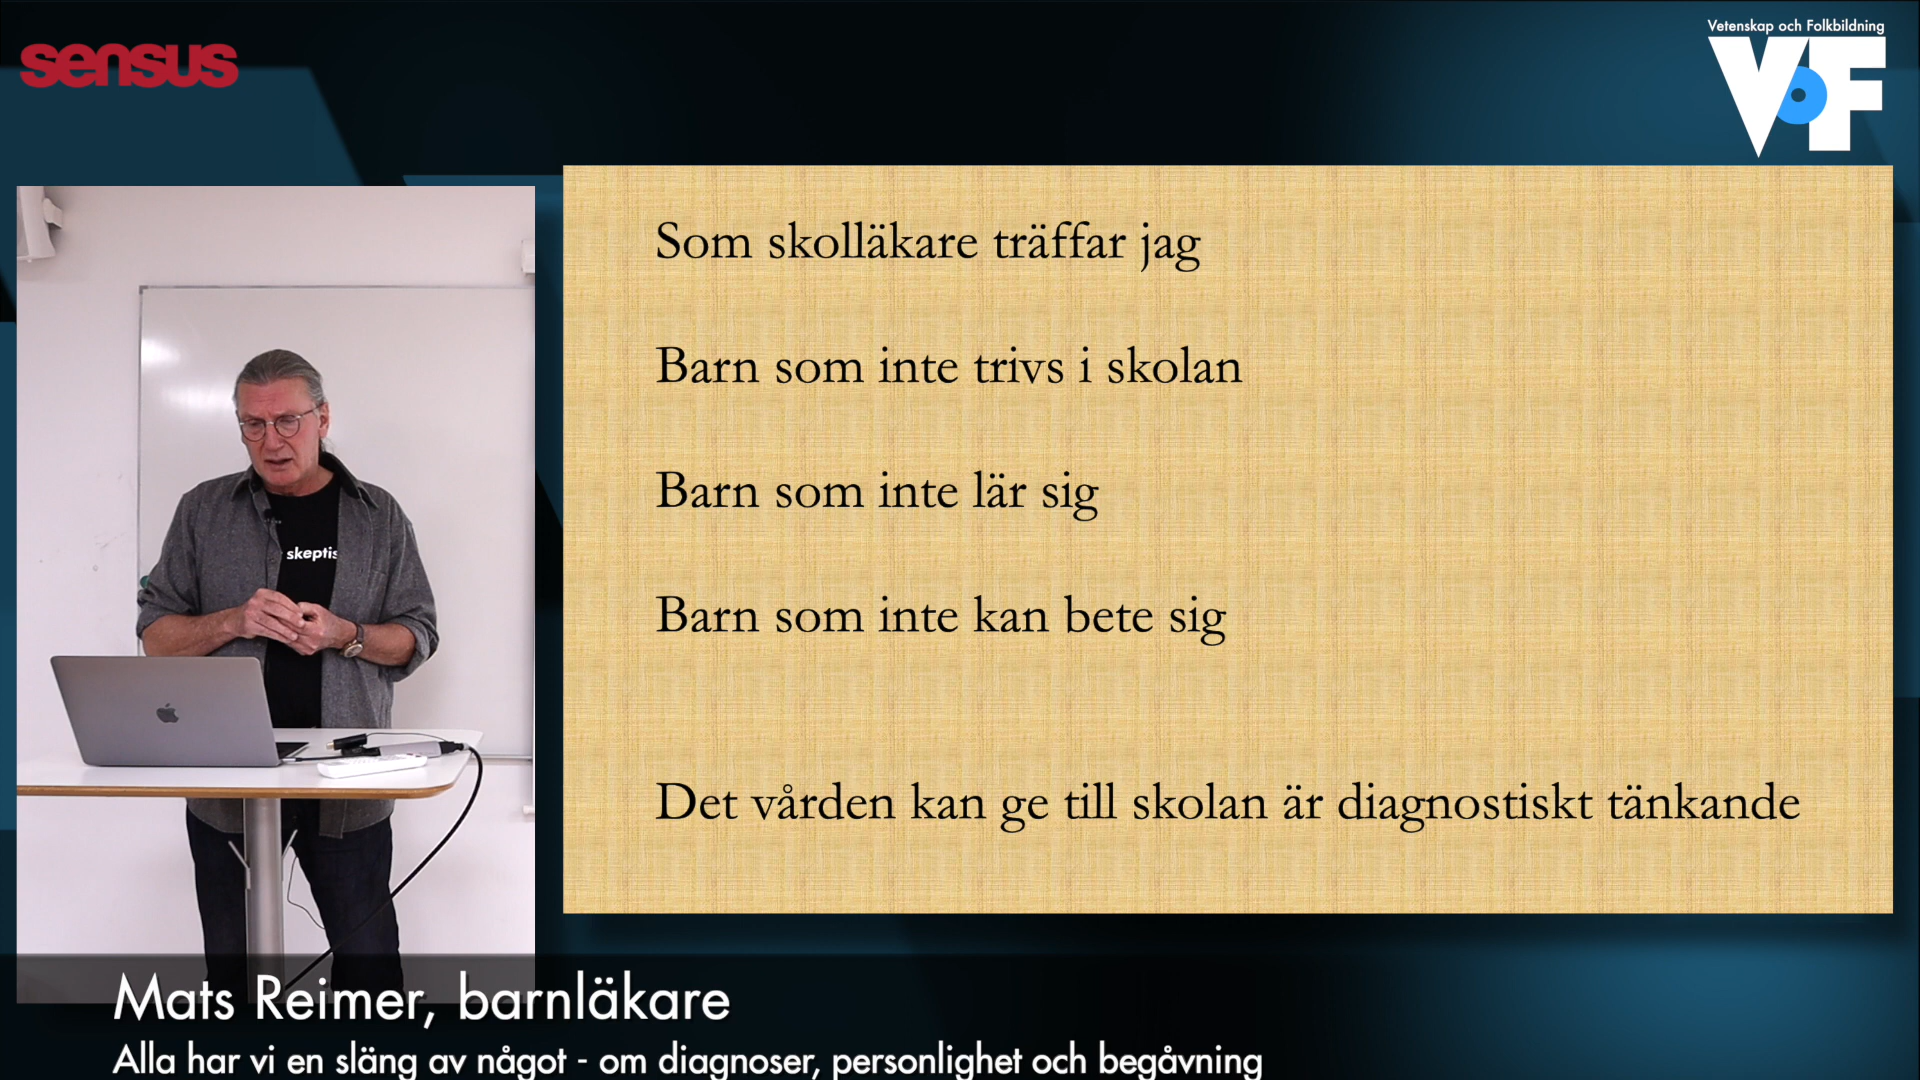 sensus
Vetenskap och Folkbildning
VoF
Som skolläkare träffar jag
Barn som inte trivs i skolan
Barn som inte lär sig
Barn som inte kan bete sig
Det vården kan ge till skolan är diagnostiskt tänkande
skeptis
Mats Reimer, barnläkare
Alla har vi en släng av något - om diagnoser, personlighet och begåvning